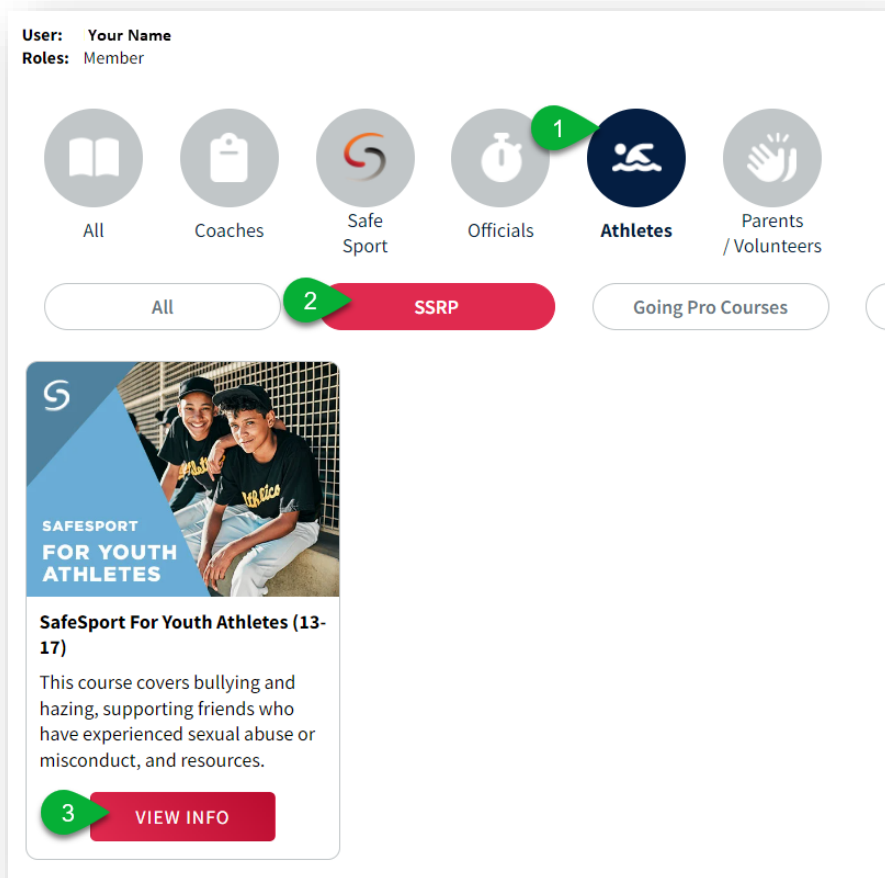 User: Your Name
Roles: Member
1
All
Coaches
Safe
Sport
Officials
Athletes
Parents
/ Volunteers
All
2
SSRP
Going Pro Courses
SAFESPORT
FOR YOUTH
ATHLETES
SafeSport For Youth Athletes (13-
17)
This course covers bullying and
hazing, supporting friends who
have experienced sexual abuse or
misconduct, and resources.
3
VIEW INFO